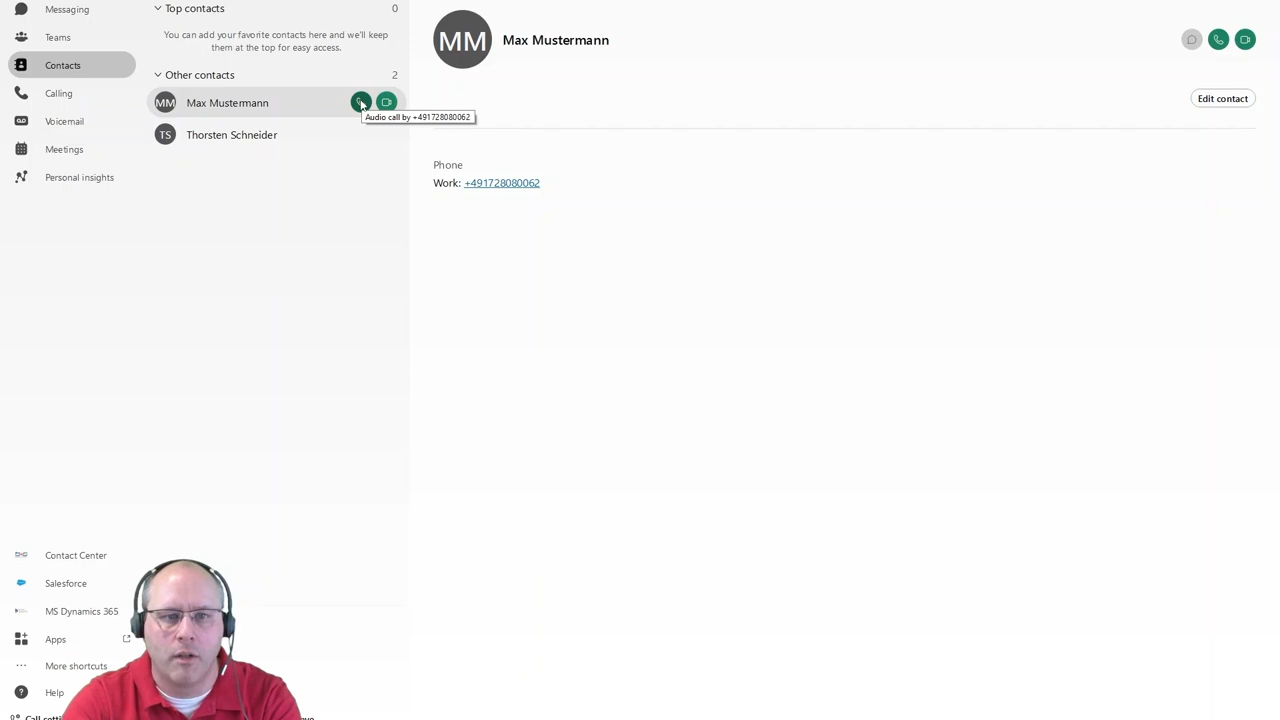 Messaging
Teams
Contacts
Calling
Voicemail
Meetings
Personal insights
Contact Center
Salesforce
MS Dynamics 365
Apps
More shortcuts
Help
Top contacts 0
You can add your favorite contacts here and we'll keep
them at the top for easy access.
Other contacts 2
MM Max Mustermann
Audio call by +491728080062
TS Thorsten Schneider
MM Max Mustermann
Edit contact
Phone
Work: +491728080062